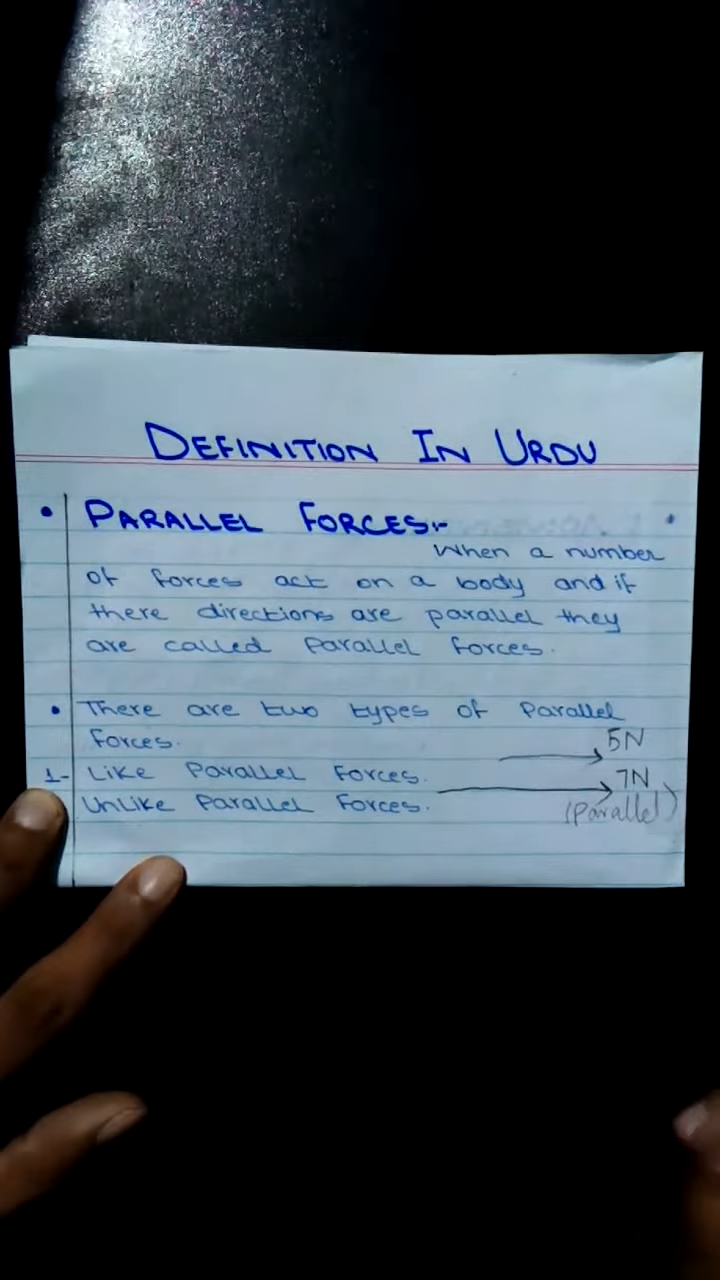 DEFINITION IN URDU
• PARALLEL FORCES:-
When a number
of forces act on a body and if
there directions are parallel they
are called Parallel forces.
• There are two types of Parallel
forces.
5N
1- Like Parallel Forces.
7N
Unlike Parallel Forces.
(Parallel)